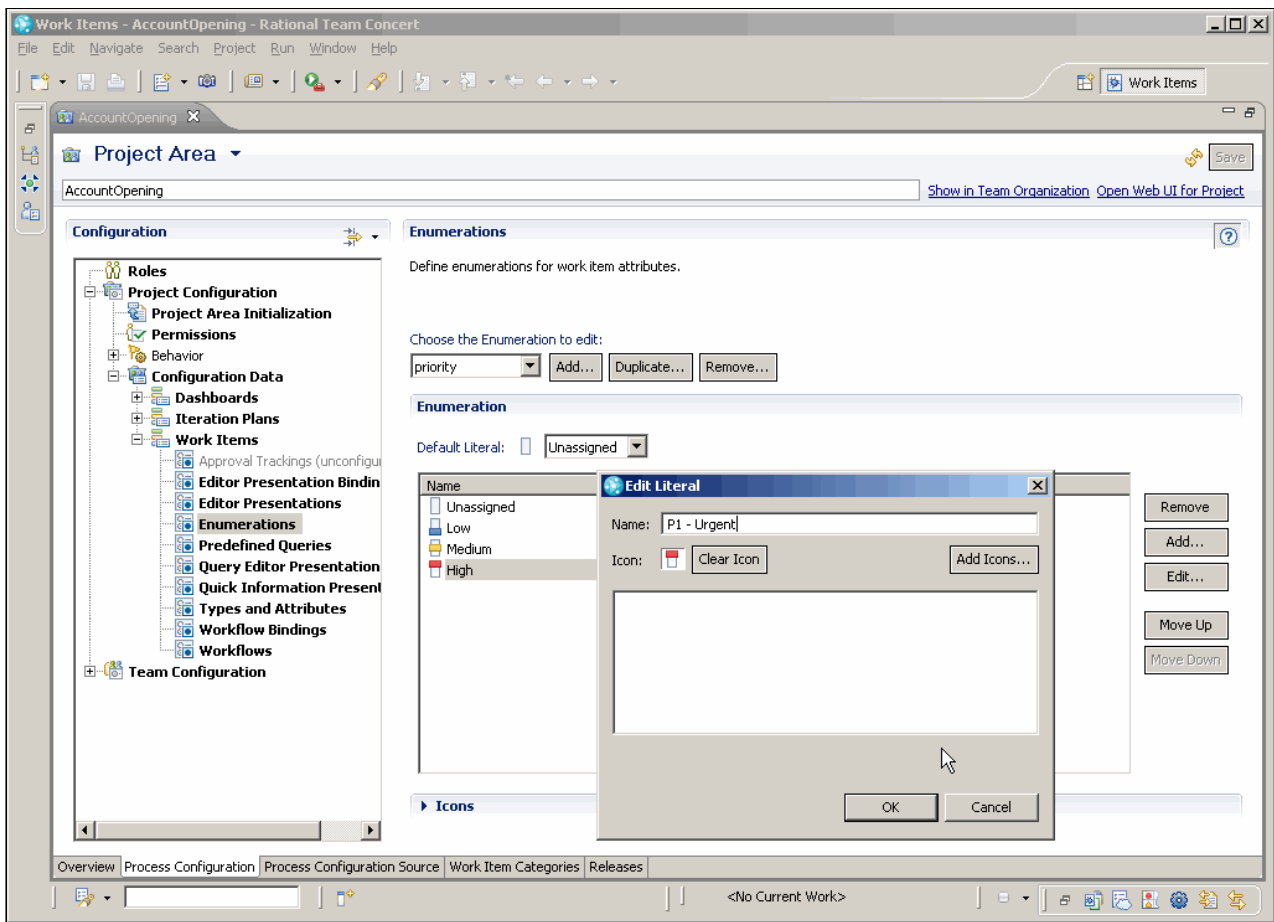 Work Items - AccountOpening - Rational Team Concert
File Edit Navigate Search Project Run Window Help
Work Items
AccountOpening
Project Area
Save
AccountOpening
Show in Team Organization Open Web UI for Project
Configuration
Roles
Project Configuration
Project Area Initialization
Permissions
Behavior
Configuration Data
Dashboards
Iteration Plans
Work Items
Approval Trackings (unconfigu
Editor Presentation Bindin
Editor Presentations
Enumerations
Predefined Queries
Query Editor Presentation
Quick Information Present
Types and Attributes
Workflow Bindings
Workflows
Team Configuration
Enumerations
Define enumerations for work item attributes.
Choose the Enumeration to edit:
priority Add... Duplicate... Remove...
Enumeration
Default Literal: Unassigned
Name
Unassigned
Low
Medium
High
Remove
Add...
Edit...
Move Up
Move Down
Icons
Edit Literal
Name: P1 - Urgent
Icon: Clear Icon Add Icons...
OK Cancel
Overview Process Configuration Process Configuration Source Work Item Categories Releases
<No Current Work>